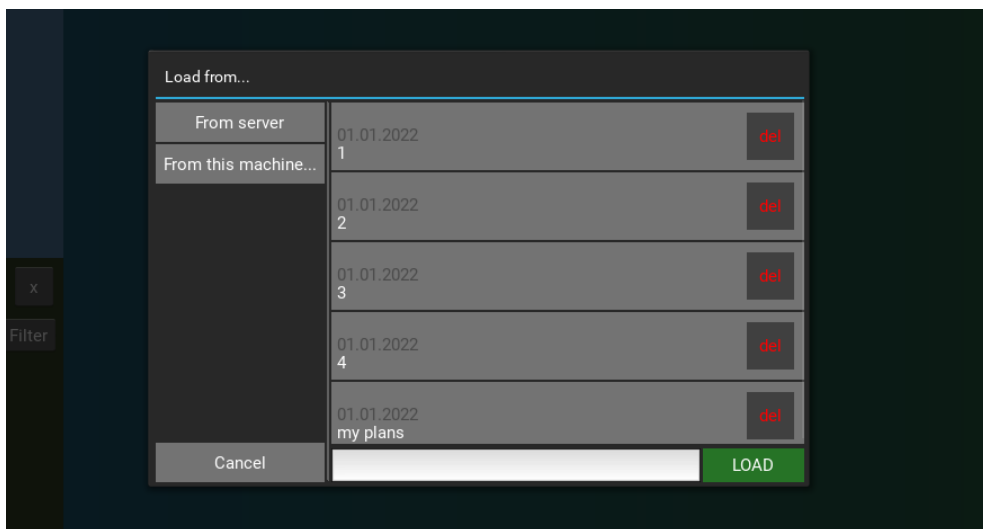 Load from...
From server
From this machine...
01.01.2022
1
del
01.01.2022
2
del
01.01.2022
3
del
01.01.2022
4
del
01.01.2022
my plans
del
x
Filter
Cancel
LOAD